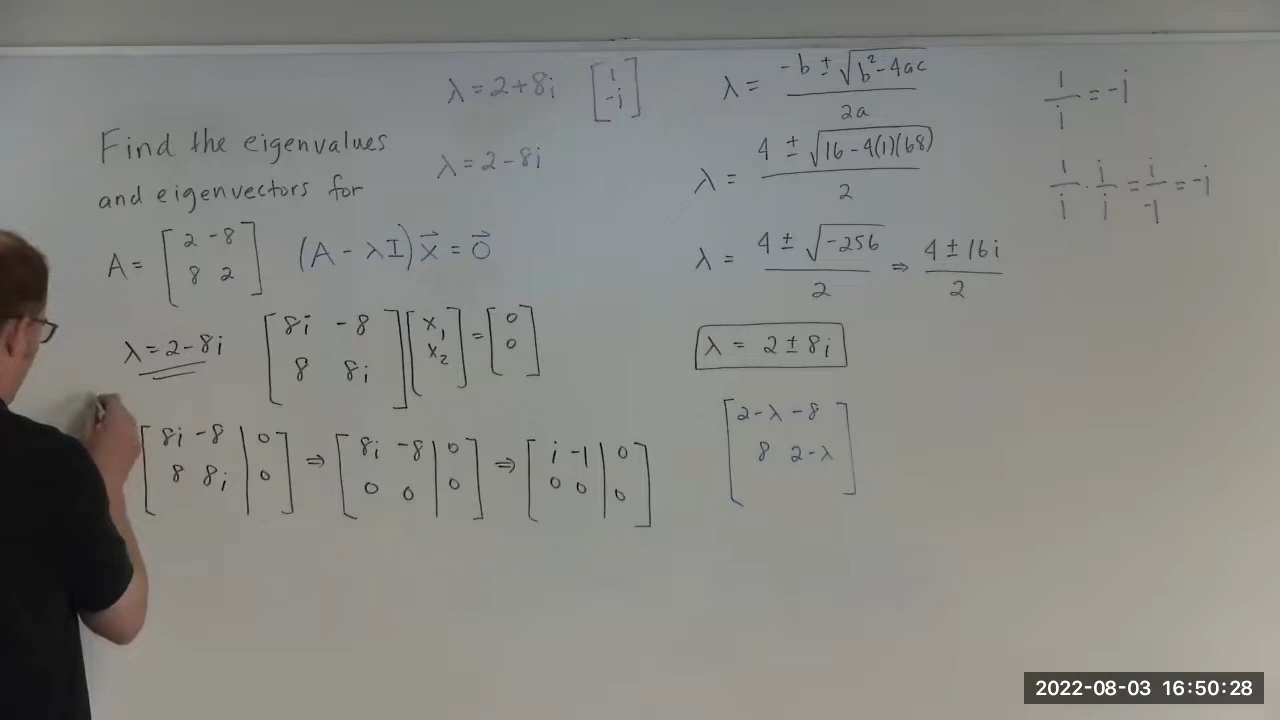 λ = 2+8i [1 -i]
Find the eigenvalues
and eigenvectors for
λ = 2-8i
A = [2 -8
8 2] (A - λI)x⃗ = 0⃗
λ = 2-8i [8i -8
8 8i] [x₁
x₂] = [0
0]
[8i -8 | 0
8 8i | 0] ⇒ [8i -8 | 0
0 0 | 0] ⇒ [i -1 | 0
0 0 | 0]
λ = (-b ± √(b²-4ac)) / 2a
λ = (4 ± √(16-4(1)(68))) / 2
λ = (4 ± √(-256)) / 2 ⇒ (4 ± 16i) / 2
λ = 2 ± 8i
[2-λ -8
8 2-λ]
1/i = -i
1/i · i/i = i/-1 = -i
2022-08-03 16:50:28